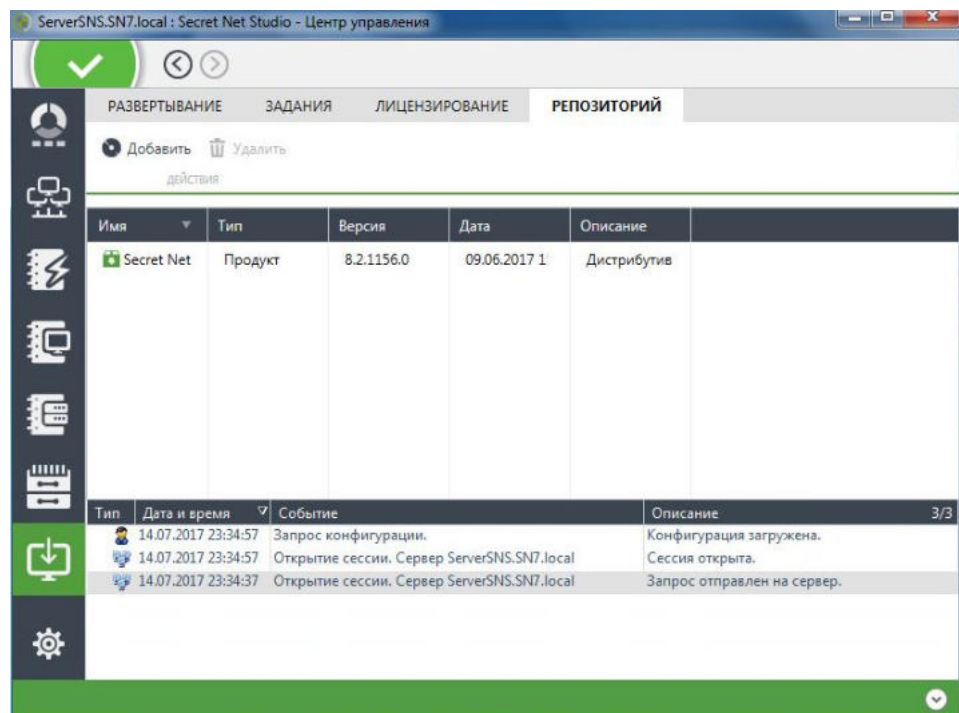 ServerSNS.SN7.local : Secret Net Studio - Центр управления
РАЗВЕРТЫВАНИЕ ЗАДАНИЯ ЛИЦЕНЗИРОВАНИЕ РЕПОЗИТОРИЙ
Добавить Удалить
действия
Имя Тип Версия Дата Описание
Secret Net Продукт 8.2.1156.0 09.06.2017 1 Дистрибутив
Тип Дата и время Событие Описание 3/3
14.07.2017 23:34:57 Запрос конфигурации. Конфигурация загружена.
14.07.2017 23:34:57 Открытие сессии. Сервер ServerSNS.SN7.local Сессия открыта.
14.07.2017 23:34:37 Открытие сессии. Сервер ServerSNS.SN7.local Запрос отправлен на сервер.